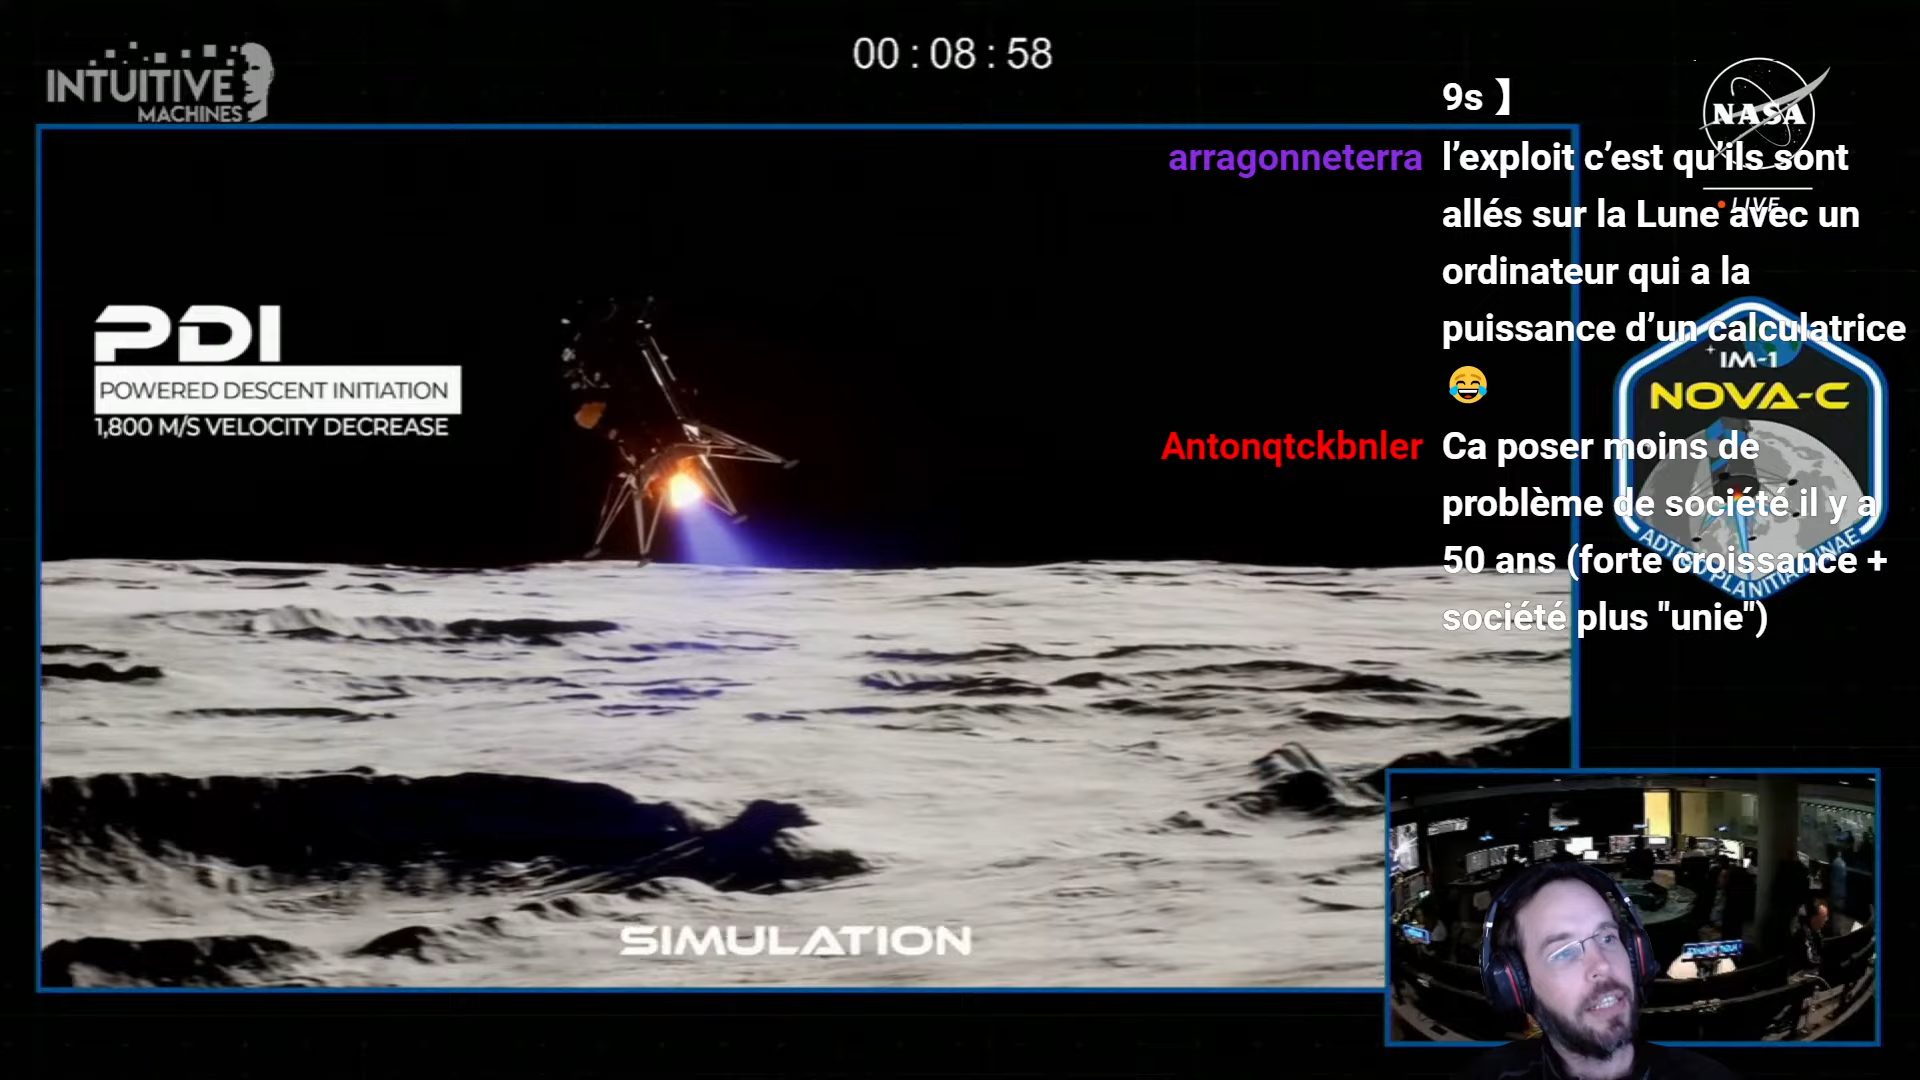 INTUITIVE
MACHINES
00 : 08 : 58
9s 】
NASA
LIVE
arragonneterra l’exploit c’est qu’ils sont
allés sur la Lune avec un
ordinateur qui a la
puissance d’un calculatrice
😂
Antonqtckbnler Ca poser moins de
problème de société il y a
50 ans (forte croissance +
société plus "unie")
PDI
POWERED DESCENT INITIATION
1,800 M/S VELOCITY DECREASE
IM-1
NOVA-C
SIMULATION